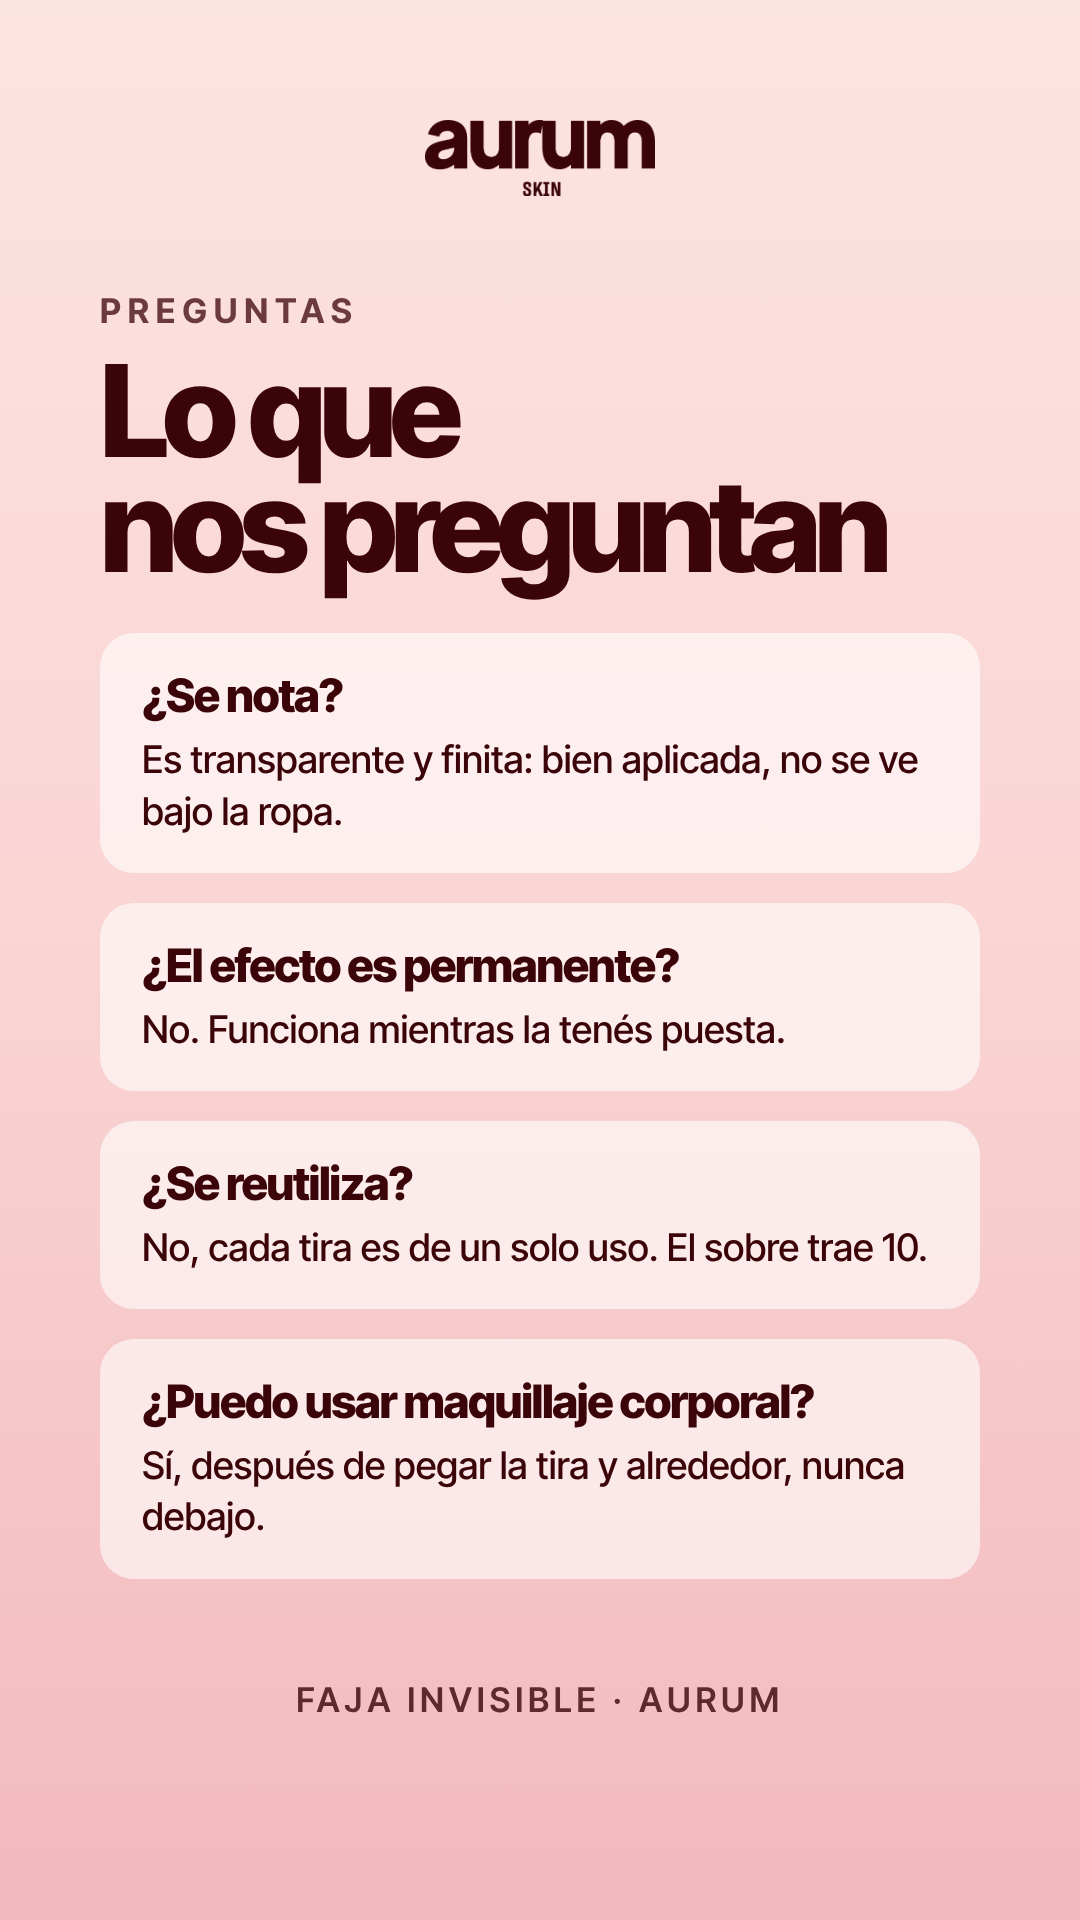 aurum
SKIN
PREGUNTAS
Lo que
nos preguntan
¿Se nota?
Es transparente y finita: bien aplicada, no se ve
bajo la ropa.
¿El efecto es permanente?
No. Funciona mientras la tenés puesta.
¿Se reutiliza?
No, cada tira es de un solo uso. El sobre trae 10.
¿Puedo usar maquillaje corporal?
Sí, después de pegar la tira y alrededor, nunca
debajo.
FAJA INVISIBLE · AURUM